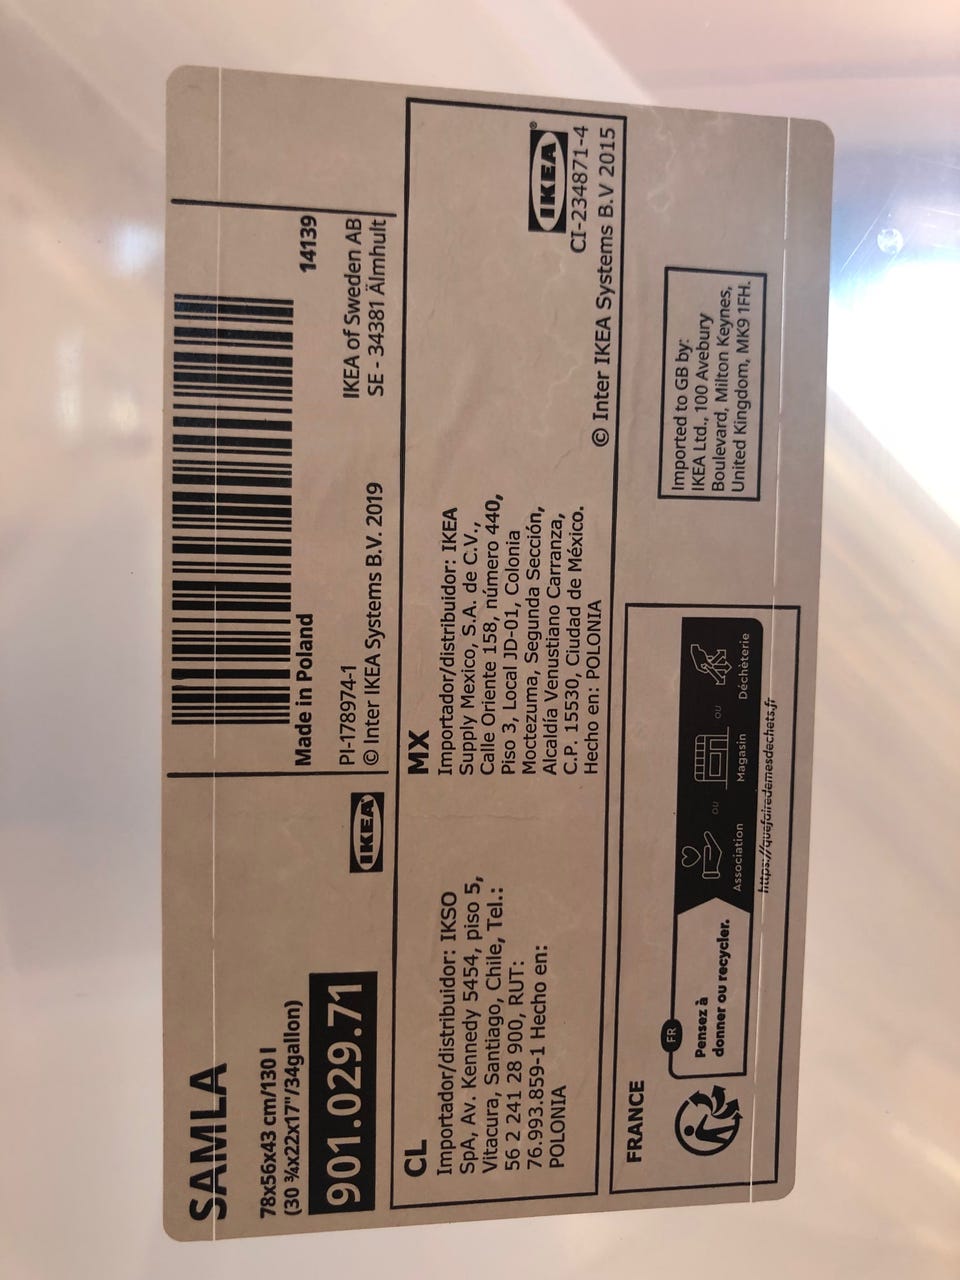 SAMLA
78x56x43 cm/130 l
(30 ¾x22x17"/34gallon)
901.029.71
IKEA
Made in Poland
14139
PI-178974-1
© Inter IKEA Systems B.V. 2019
IKEA of Sweden AB
SE - 34381 Älmhult
CL
Importador/distribuidor: IKSO
SpA, Av. Kennedy 5454, piso 5,
Vitacura, Santiago, Chile, Tel.:
56 2 241 28 900, RUT:
76.993.859-1 Hecho en:
POLONIA
MX
Importador/distribuidor: IKEA
Supply Mexico, S.A. de C.V.,
Calle Oriente 158, número 440,
Piso 3, Local JD-01, Colonia
Moctezuma, Segunda Sección,
Alcaldía Venustiano Carranza,
C.P. 15530, Ciudad de México.
Hecho en: POLONIA
IKEA®
CI-234871-4
© Inter IKEA Systems B.V 2015
FRANCE
FR
Pensez à
donner ou recycler.
Association
ou
Magasin
ou
Déchèterie
https://quefairedemesdechets.fr
Imported to GB by:
IKEA Ltd., 100 Avebury
Boulevard, Milton Keynes,
United Kingdom, MK9 1FH.